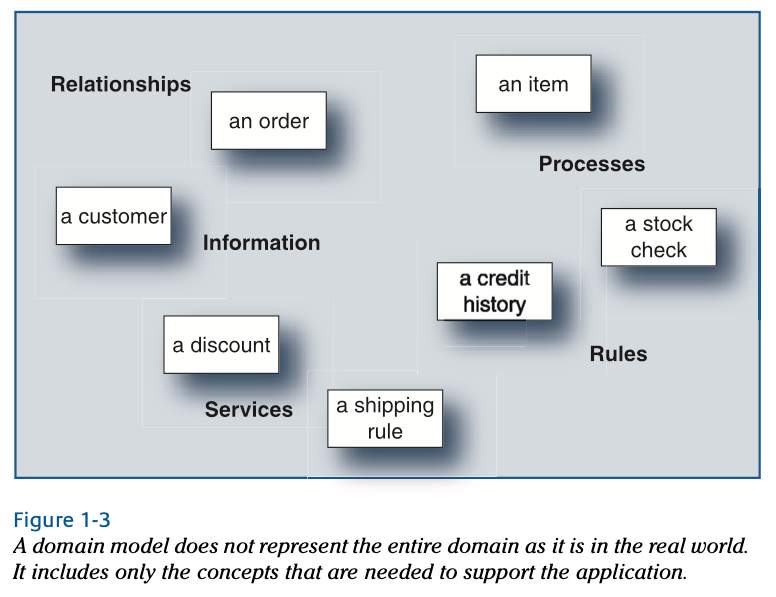 Relationships
an order
an item
Processes
a customer
Information
a stock
check
a credit
history
a discount
Rules
Services
a shipping
rule
Figure 1-3
A domain model does not represent the entire domain as it is in the real world.
It includes only the concepts that are needed to support the application.